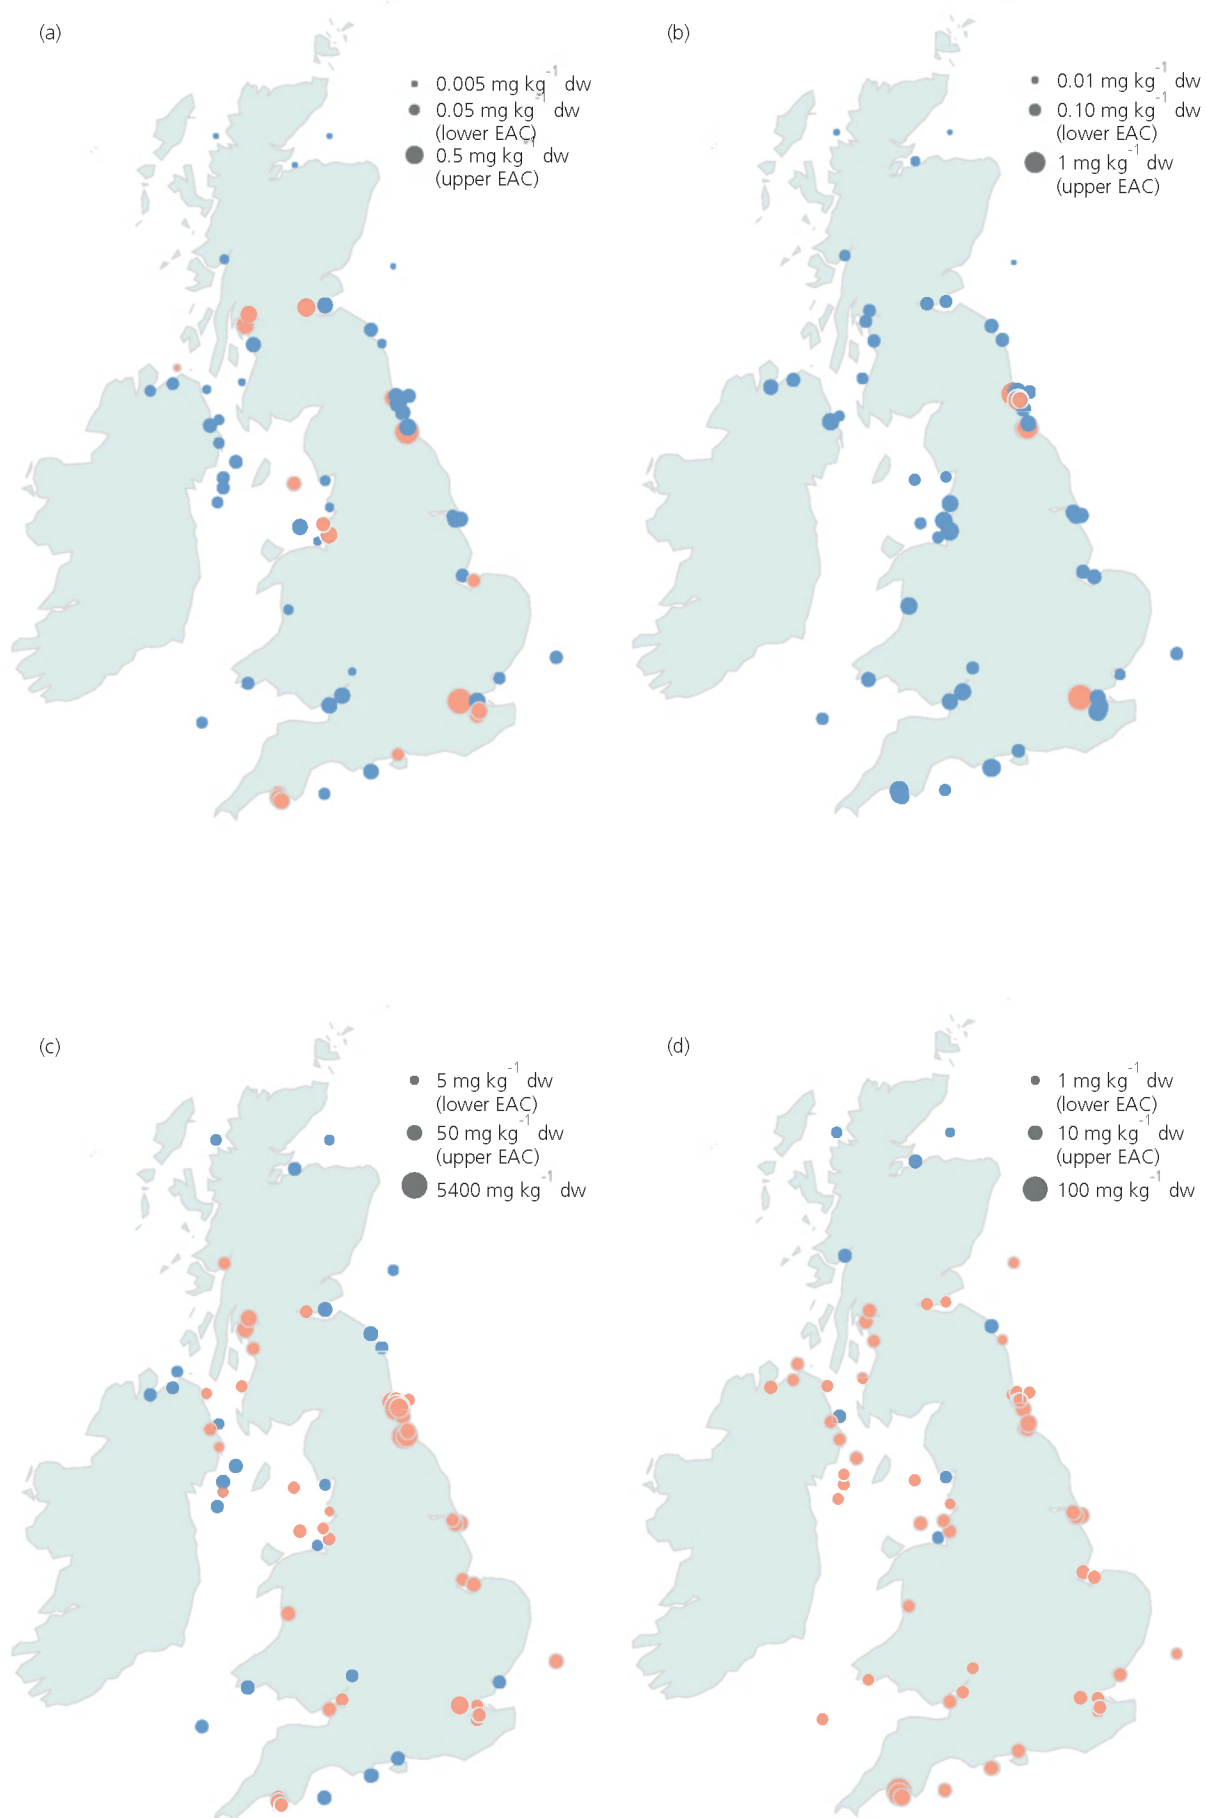 (a)
0.005 mg kg⁻¹ dw
0.05 mg kg⁻¹ dw
(lower EAC)
0.5 mg kg⁻¹ dw
(upper EAC)
(b)
0.01 mg kg⁻¹ dw
0.10 mg kg⁻¹ dw
(lower EAC)
1 mg kg⁻¹ dw
(upper EAC)
(c)
5 mg kg⁻¹ dw
(lower EAC)
50 mg kg⁻¹ dw
(upper EAC)
5400 mg kg⁻¹ dw
(d)
1 mg kg⁻¹ dw
(lower EAC)
10 mg kg⁻¹ dw
(upper EAC)
100 mg kg⁻¹ dw